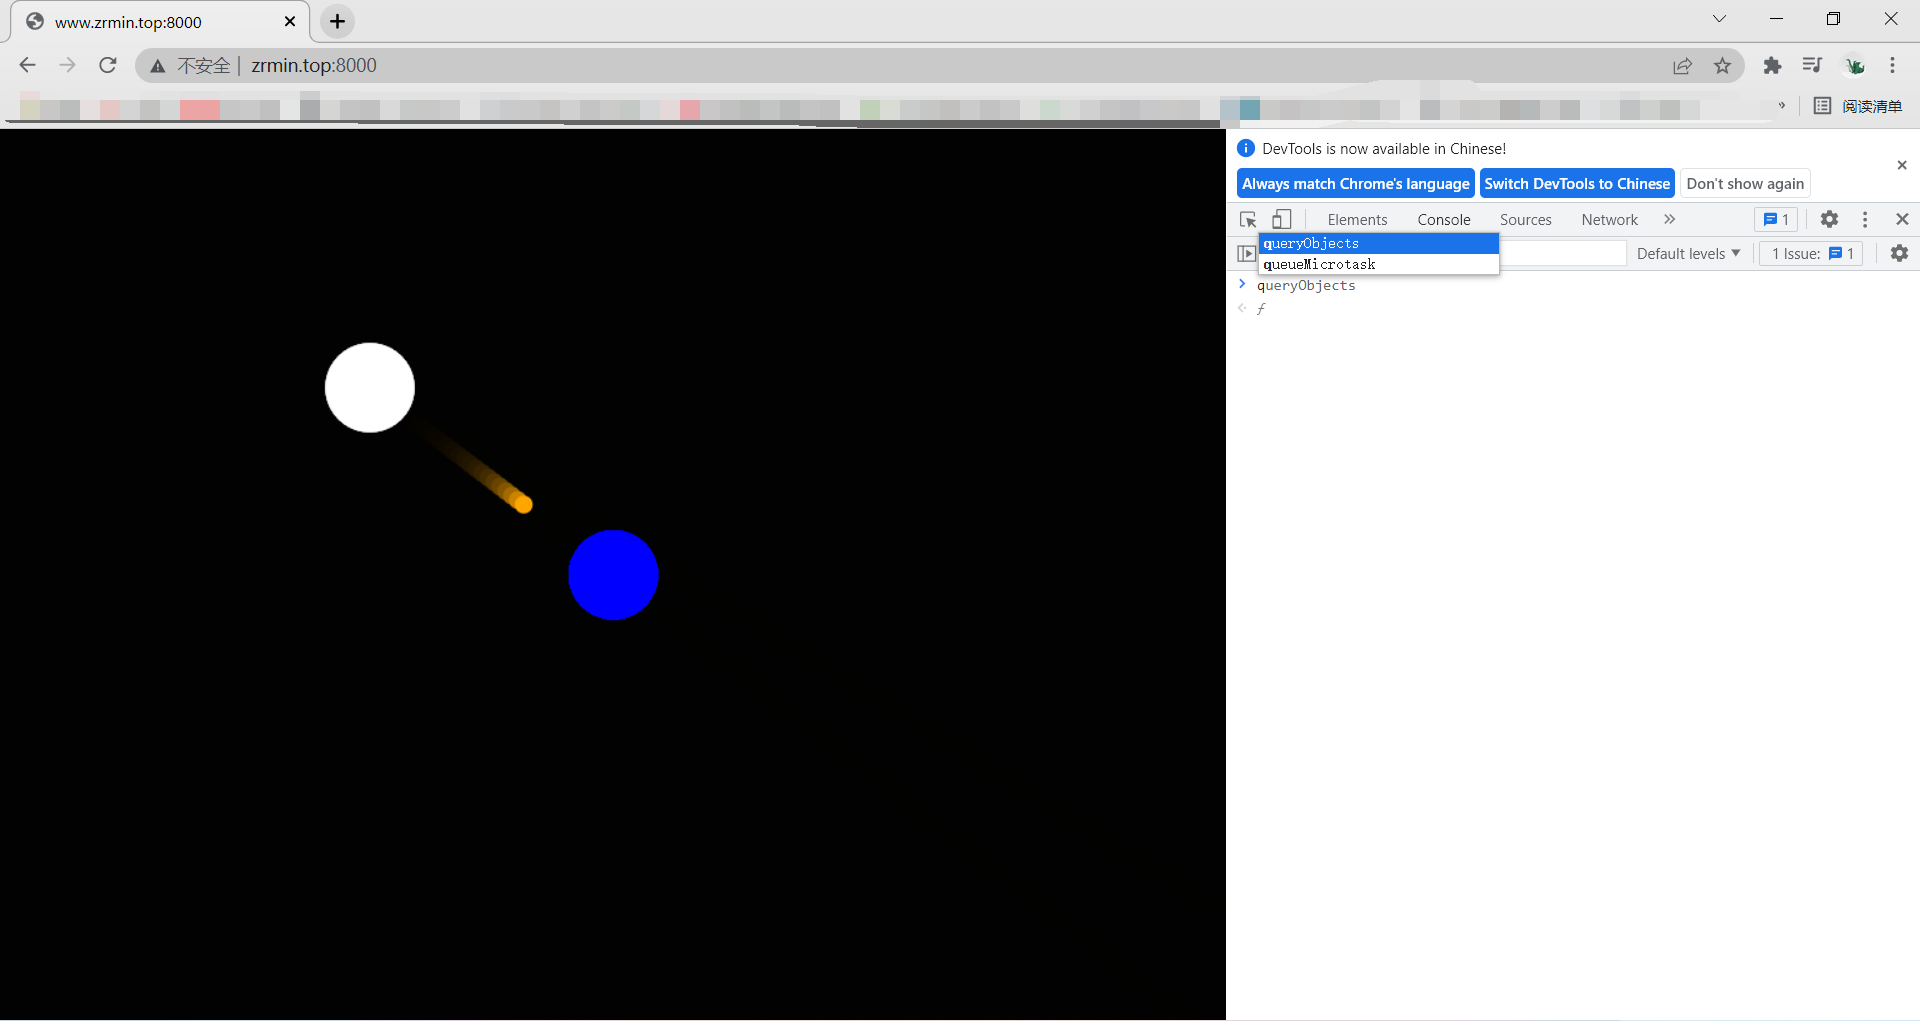 www.zrmin.top:8000
不安全 | zrmin.top:8000
» 阅读清单
DevTools is now available in Chinese!
Always match Chrome's language Switch DevTools to Chinese Don't show again
Elements Console Sources Network » 1
queryObjects
queueMicrotask
Default levels ▼ 1 Issue: 1
queryObjects
f